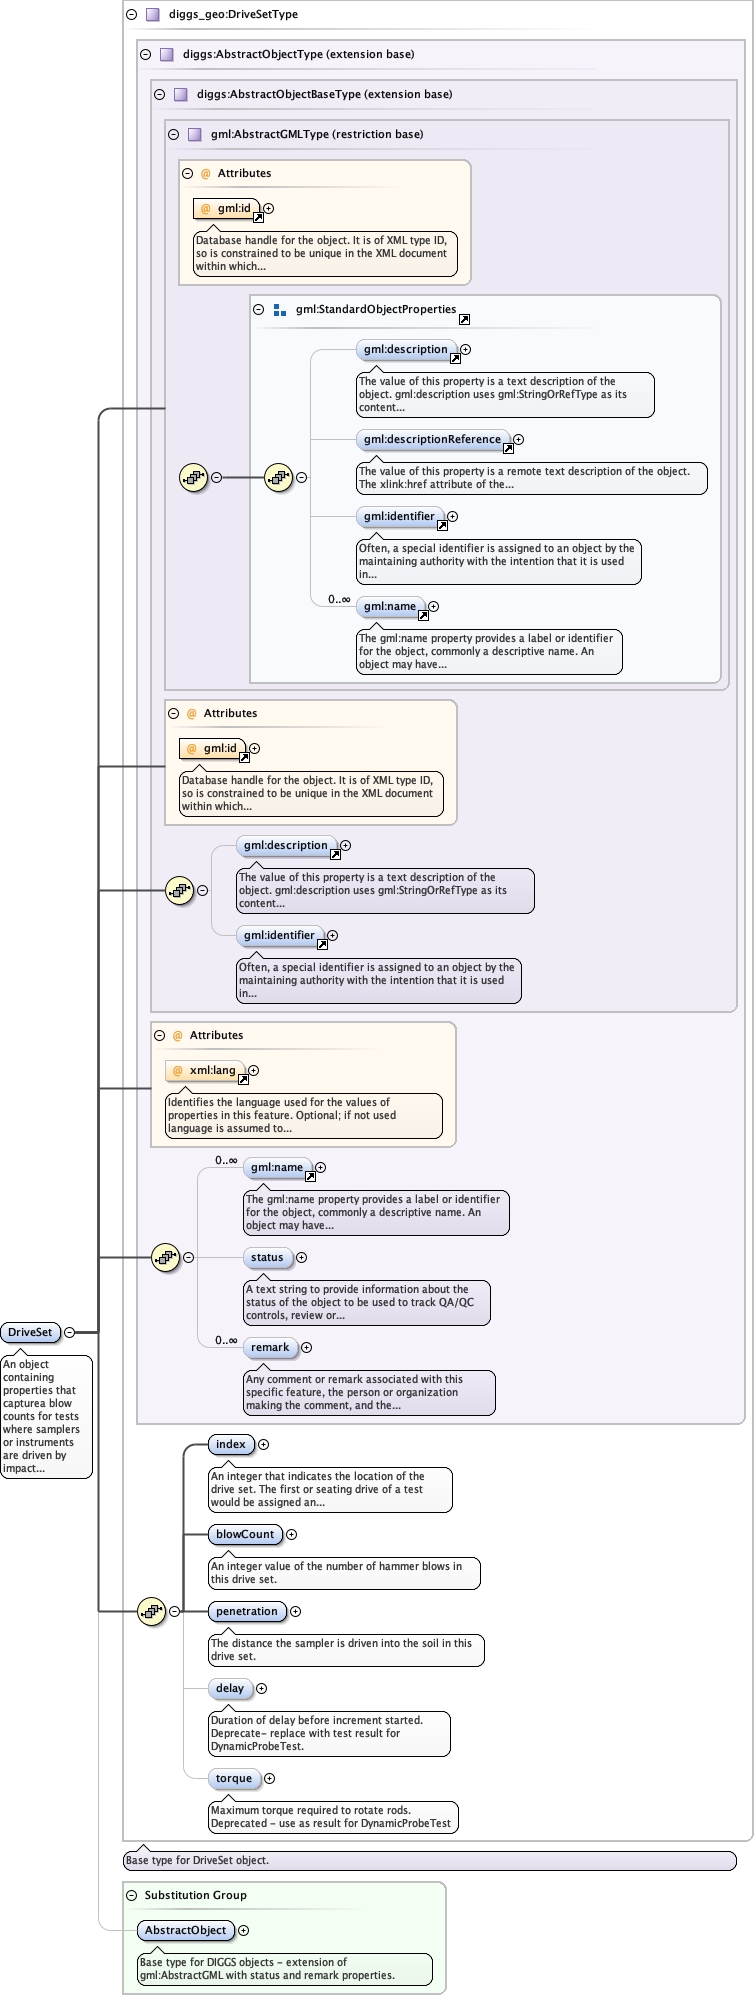 diggs_geo:DriveSetType
diggs:AbstractObjectType (extension base)
diggs:AbstractObjectBaseType (extension base)
gml:AbstractGMLType (restriction base)
@ Attributes
@ gml:id
Database handle for the object. It is of XML type ID,
so is constrained to be unique in the XML document
within which...
gml:StandardObjectProperties
gml:description
The value of this property is a text description of the
object. gml:description uses gml:StringOrRefType as its
content...
gml:descriptionReference
The value of this property is a remote text description of the object.
The xlink:href attribute of the...
gml:identifier
Often, a special identifier is assigned to an object by the
maintaining authority with the intention that it is used
in...
0..∞
gml:name
The gml:name property provides a label or identifier
for the object, commonly a descriptive name. An
object may have...
@ Attributes
@ gml:id
Database handle for the object. It is of XML type ID,
so is constrained to be unique in the XML document
within which...
gml:description
The value of this property is a text description of the
object. gml:description uses gml:StringOrRefType as its
content...
gml:identifier
Often, a special identifier is assigned to an object by the
maintaining authority with the intention that it is used
in...
@ Attributes
@ xml:lang
Identifies the language used for the values of
properties in this feature. Optional; if not used
language is assumed to...
0..∞
gml:name
The gml:name property provides a label or identifier
for the object, commonly a descriptive name. An
object may have...
status
A text string to provide information about the
status of the object to be used to track QA/QC
controls, review or...
0..∞
remark
Any comment or remark associated with this
specific feature, the person or organization
making the comment, and the...
DriveSet
An object
containing
properties that
capturea blow
counts for tests
where samplers
or instruments
are driven by
impact...
index
An integer that indicates the location of the
drive set. The first or seating drive of a test
would be assigned an...
blowCount
An integer value of the number of hammer blows in
this drive set.
penetration
The distance the sampler is driven into the soil in this
drive set.
delay
Duration of delay before increment started.
Deprecate- replace with test result for
DynamicProbeTest.
torque
Maximum torque required to rotate rods.
Deprecated - use as result for DynamicProbeTest
Base type for DriveSet object.
Substitution Group
AbstractObject
Base type for DIGGS objects - extension of
gml:AbstractGML with status and remark properties.